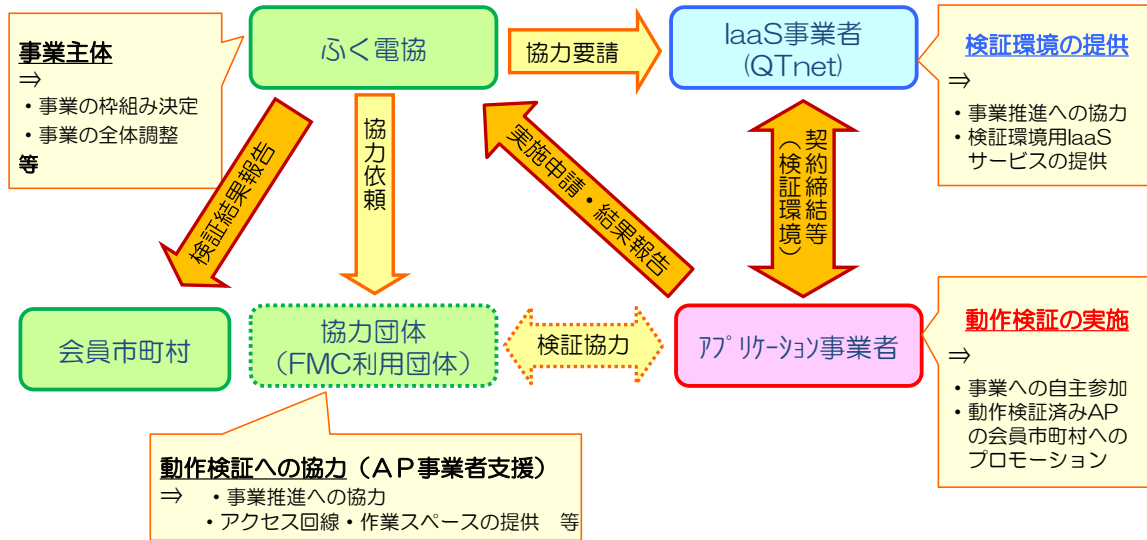 事業主体
⇒
・事業の枠組み決定
・事業の全体調整
等
ふく電協
協力要請
IaaS事業者
(QTnet)
検証環境の提供
⇒
・事業推進への協力
・検証環境用IaaS
サービスの提供
検証結果報告
協力依頼
実施申請・結果報告
契約締結等
（検証環境）
会員市町村
協力団体
（FMC利用団体）
検証協力
ｱﾌﾟﾘｹｰｼｮﾝ事業者
動作検証の実施
⇒
・事業への自主参加
・動作検証済みAP
の会員市町村への
プロモーション
動作検証への協力（ＡＰ事業者支援）
⇒　・事業推進への協力
・アクセス回線・作業スペースの提供　等